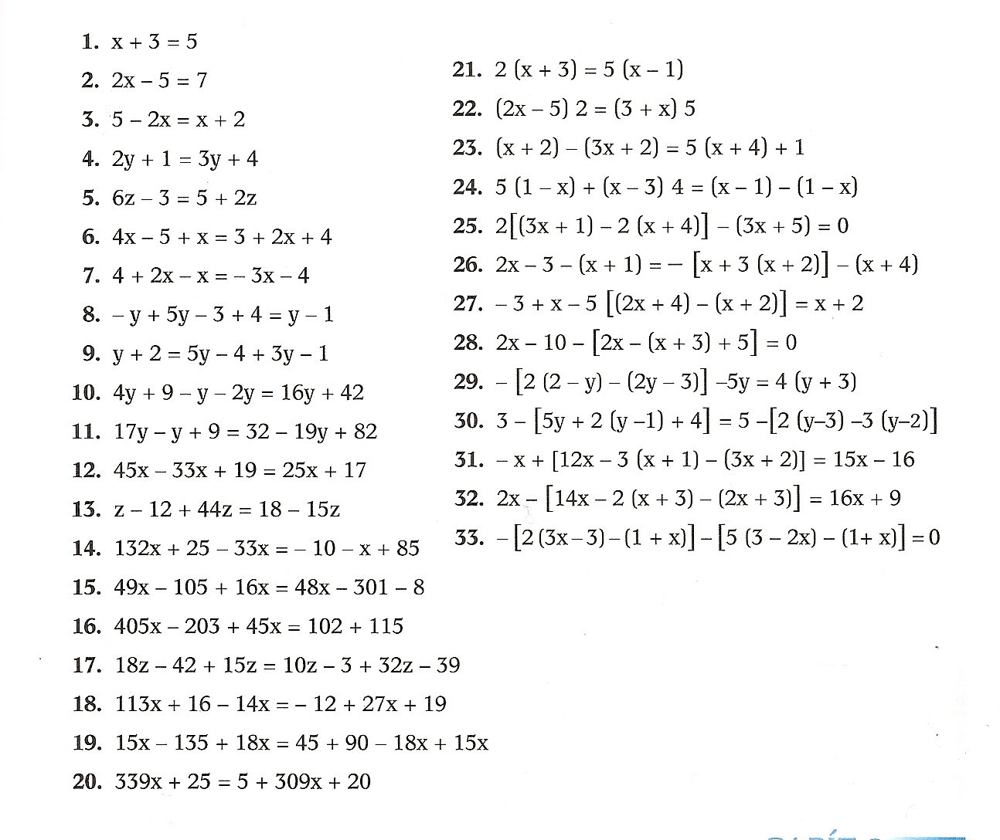 1. x + 3 = 5
2. 2x – 5 = 7
3. 5 – 2x = x + 2
4. 2y + 1 = 3y + 4
5. 6z – 3 = 5 + 2z
6. 4x – 5 + x = 3 + 2x + 4
7. 4 + 2x – x = – 3x – 4
8. – y + 5y – 3 + 4 = y – 1
9. y + 2 = 5y – 4 + 3y – 1
10. 4y + 9 – y – 2y = 16y + 42
11. 17y – y + 9 = 32 – 19y + 82
12. 45x – 33x + 19 = 25x + 17
13. z – 12 + 44z = 18 – 15z
14. 132x + 25 – 33x = – 10 – x + 85
15. 49x – 105 + 16x = 48x – 301 – 8
16. 405x – 203 + 45x = 102 + 115
17. 18z – 42 + 15z = 10z – 3 + 32z – 39
18. 113x + 16 – 14x = – 12 + 27x + 19
19. 15x – 135 + 18x = 45 + 90 – 18x + 15x
20. 339x + 25 = 5 + 309x + 20
21. 2 (x + 3) = 5 (x – 1)
22. (2x – 5) 2 = (3 + x) 5
23. (x + 2) – (3x + 2) = 5 (x + 4) + 1
24. 5 (1 – x) + (x – 3) 4 = (x – 1) – (1 – x)
25. 2[(3x + 1) – 2 (x + 4)] – (3x + 5) = 0
26. 2x – 3 – (x + 1) = – [x + 3 (x + 2)] – (x + 4)
27. – 3 + x – 5 [(2x + 4) – (x + 2)] = x + 2
28. 2x – 10 – [2x – (x + 3) + 5] = 0
29. – [2 (2 – y) – (2y – 3)] –5y = 4 (y + 3)
30. 3 – [5y + 2 (y –1) + 4] = 5 –[2 (y–3) –3 (y–2)]
31. – x + [12x – 3 (x + 1) – (3x + 2)] = 15x – 16
32. 2x – [14x – 2 (x + 3) – (2x + 3)] = 16x + 9
33. – [2 (3x – 3) – (1 + x)] – [5 (3 – 2x) – (1+ x)] = 0